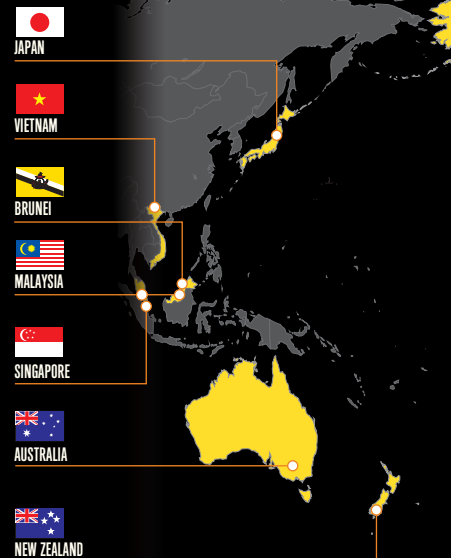 JAPAN
VIETNAM
BRUNEI
MALAYSIA
SINGAPORE
AUSTRALIA
NEW ZEALAND